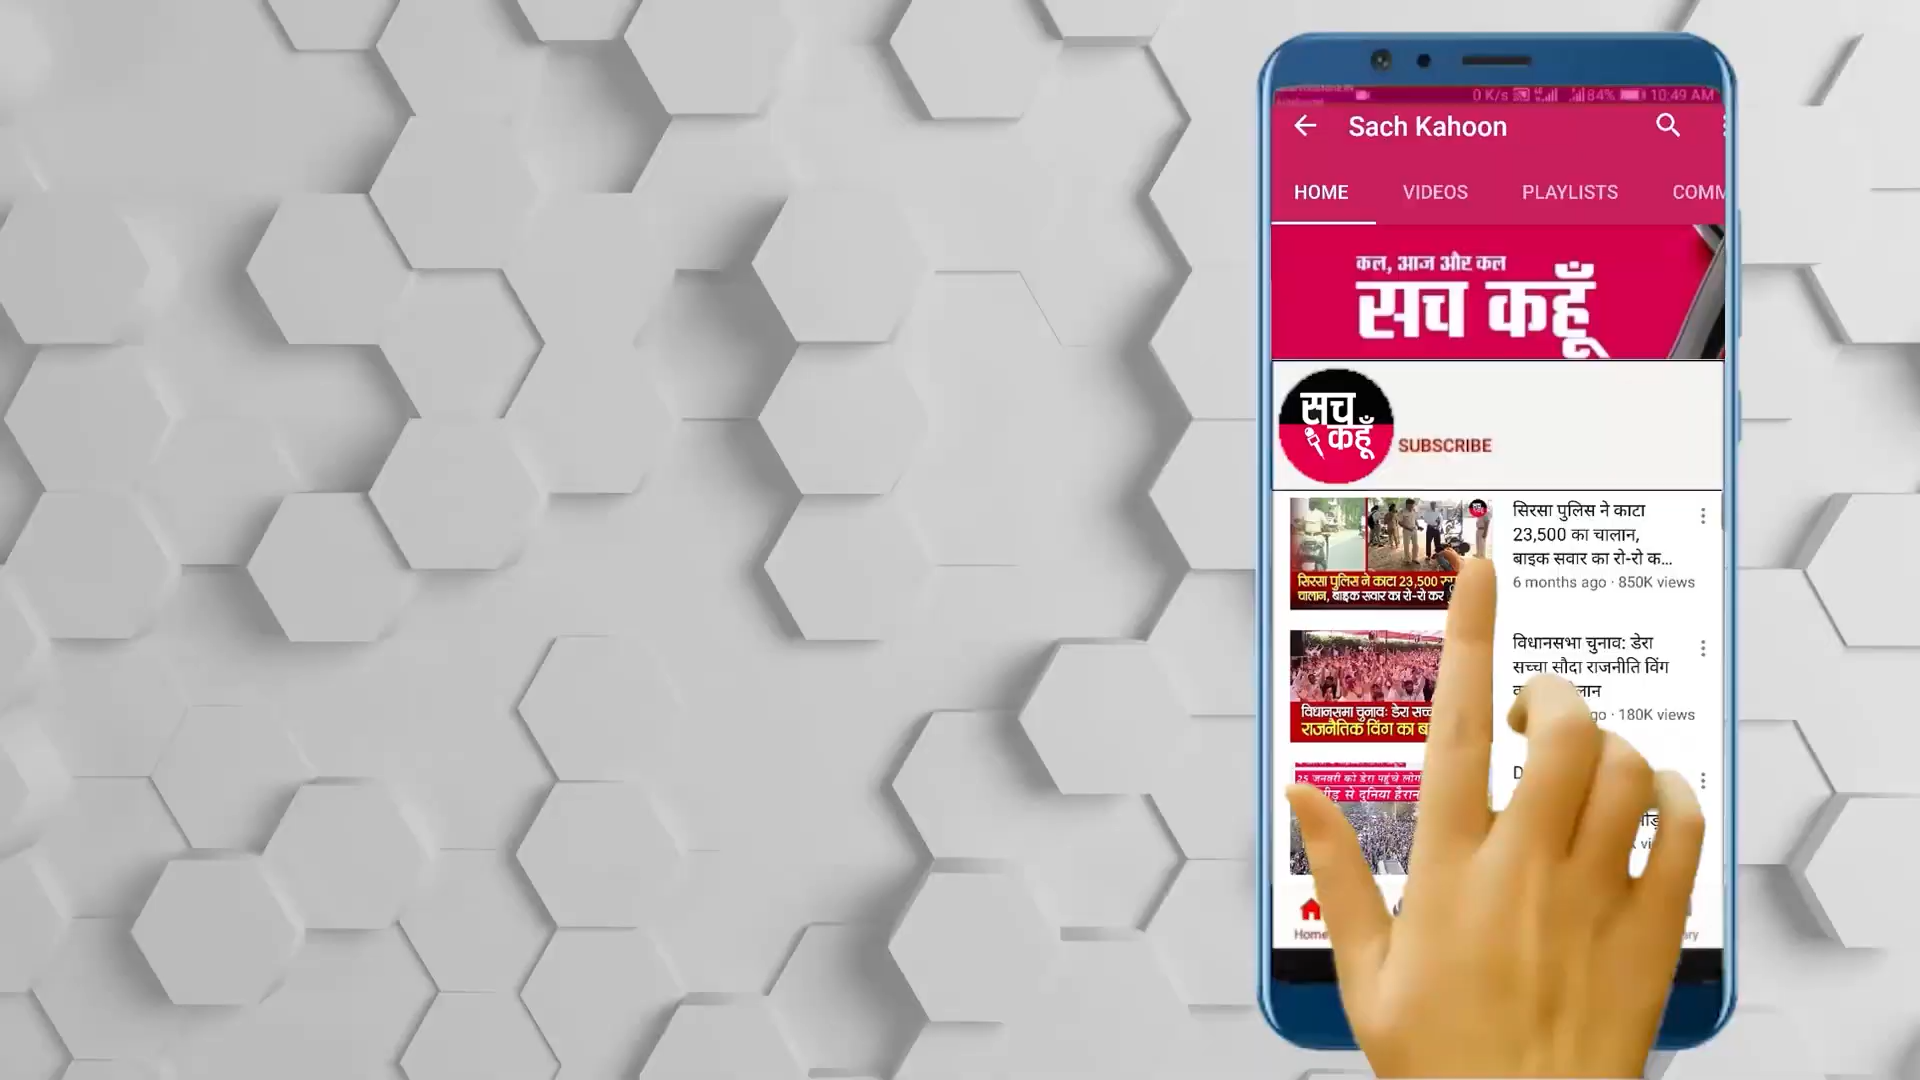 0 K/s 84% 10:49 AM
Sach Kahoon
HOME VIDEOS PLAYLISTS COMM
कल, आज और कल
सच कहूँ
सच
कहूँ
SUBSCRIBE
सिरसा पुलिस ने काटा 23,500
चालान, बाइक सवार का रो-रो कर
सिरसा पुलिस ने काटा
23,500 का चालान,
बाइक सवार का रो-रो क...
6 months ago · 850K views
विधानसभा चुनाव: डेरा
राजनैतिक विंग का
विधानसभा चुनाव: डेरा
सच्चा सौदा राजनीति विंग
180K views
25 जनवरी को डेरा पहुंचे
से दुनिया
Home